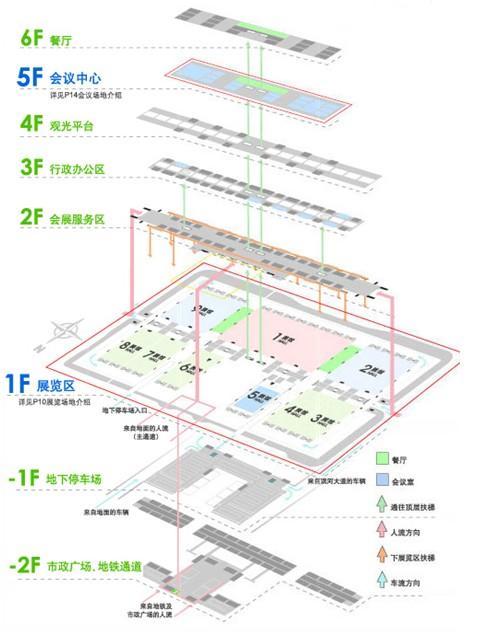 6F 餐厅
5F 会议中心
详见P14会议场地介绍
4F 观光平台
3F 行政办公区
2F 会展服务区
9展馆
1展馆
2展馆
8展馆
7展馆
6展馆
5展馆
4展馆
3展馆
N
1F 展览区
详见P10展览场地介绍
地下停车场入口
来自地面的人流
(主通道)
-1F 地下停车场
来自滨河大道的车辆
来自地面的车辆
餐厅
会议室
通往顶层扶梯
人流方向
下展览区扶梯
车流方向
-2F 市政广场、地铁通道
来自地铁及
市政广场的人流